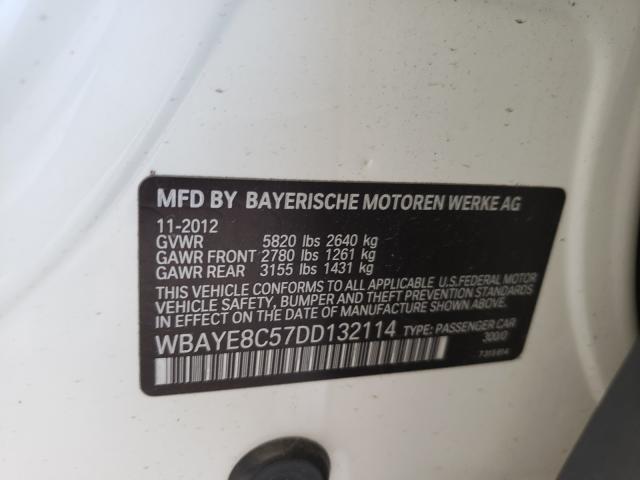 MFD BY BAYERISCHE MOTOREN WERKE AG
11-2012
GVWR 5820 lbs 2640 kg
GAWR FRONT 2780 lbs 1261 kg
GAWR REAR 3155 lbs 1431 kg
THIS VEHICLE CONFORMS TO ALL APPLICABLE U.S.FEDERAL MOTOR
VEHICLE SAFETY, BUMPER AND THEFT PREVENTION STANDARDS
IN EFFECT ON THE DATE OF MANUFACTURE SHOWN ABOVE.
WBAYE8C57DD132114 TYPE: PASSENGER CAR
300/0